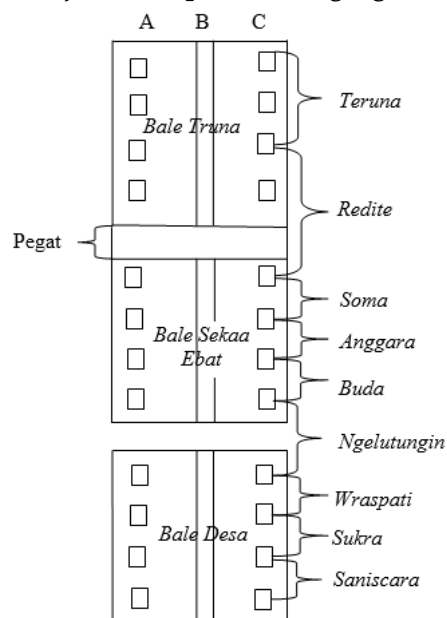 A B C
Teruna
Bale Truna
Redite
Pegat
Soma
Bale Sekaa
Ebat
Anggara
Buda
Ngelutungin
Wraspati
Bale Desa
Sukra
Saniscara